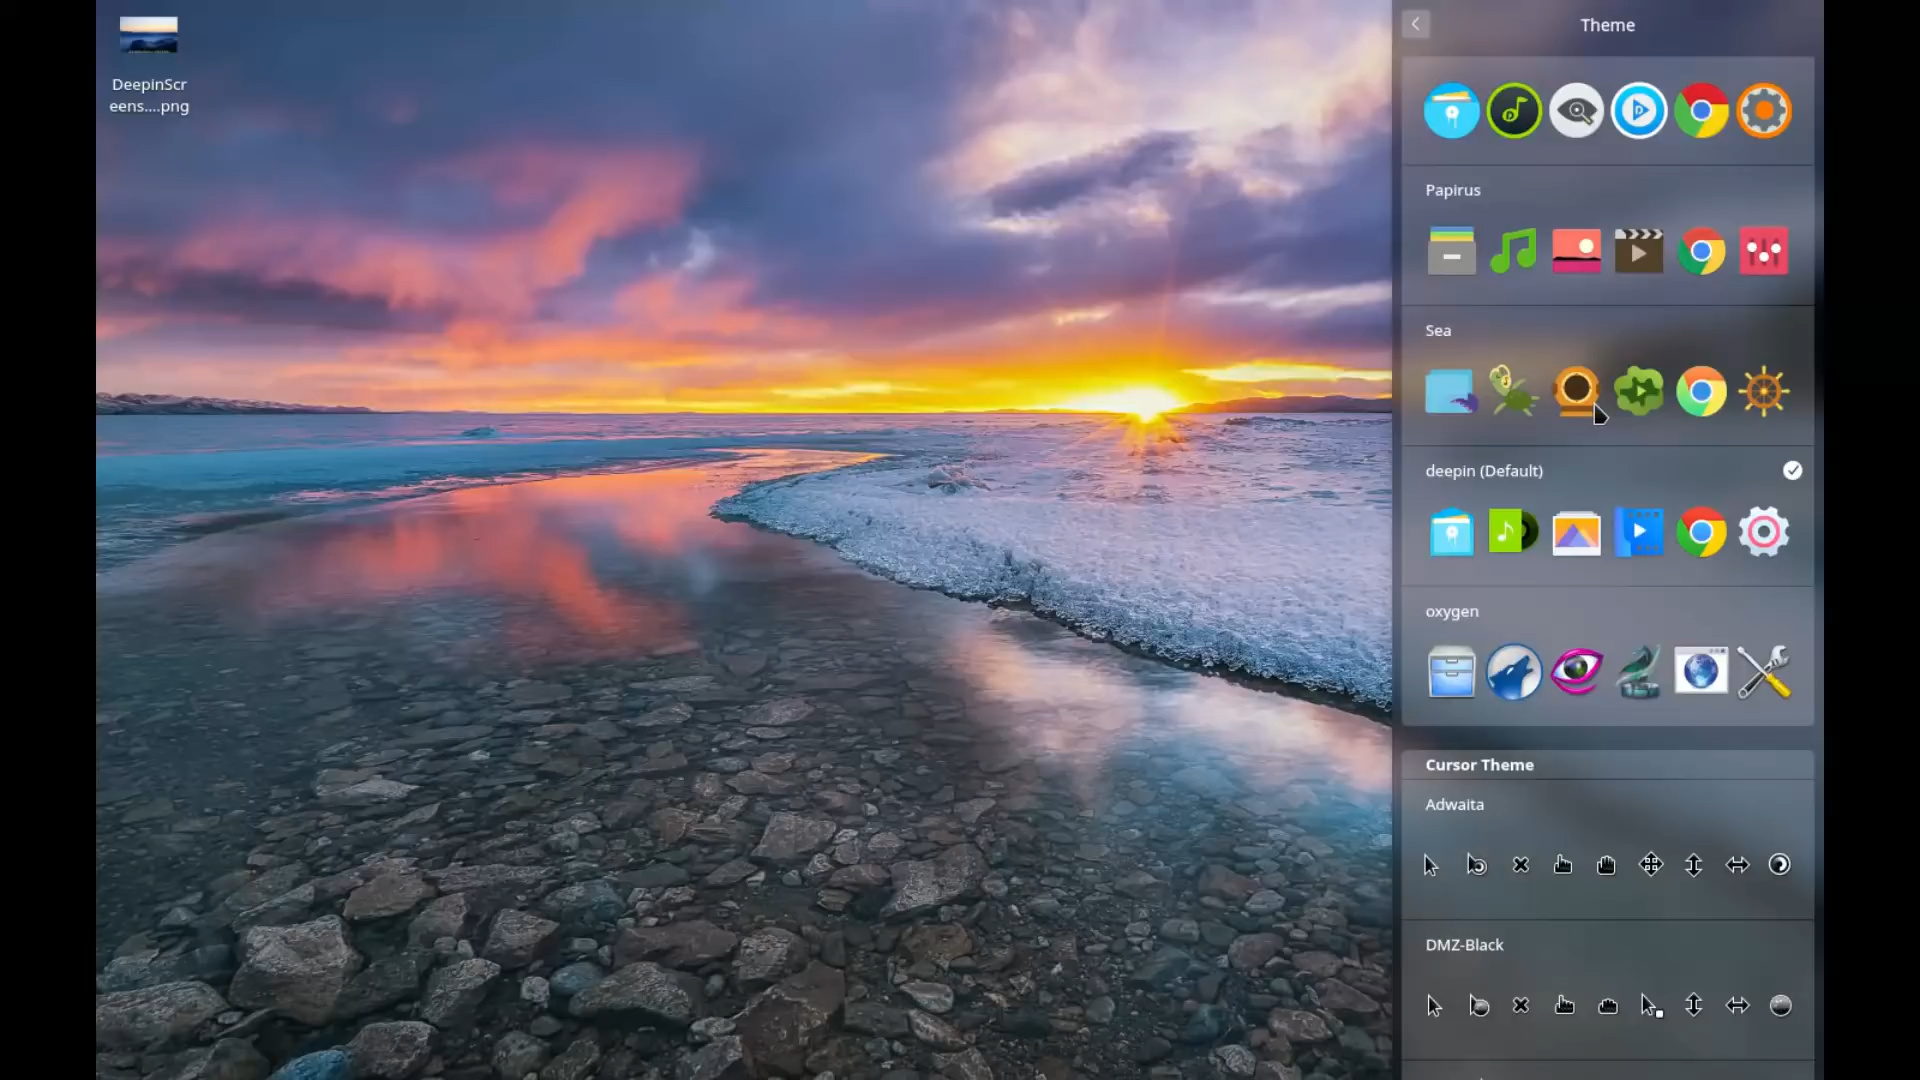 DeepinScr
eens....png
Theme
Papirus
Sea
deepin (Default)
oxygen
Cursor Theme
Adwaita
DMZ-Black